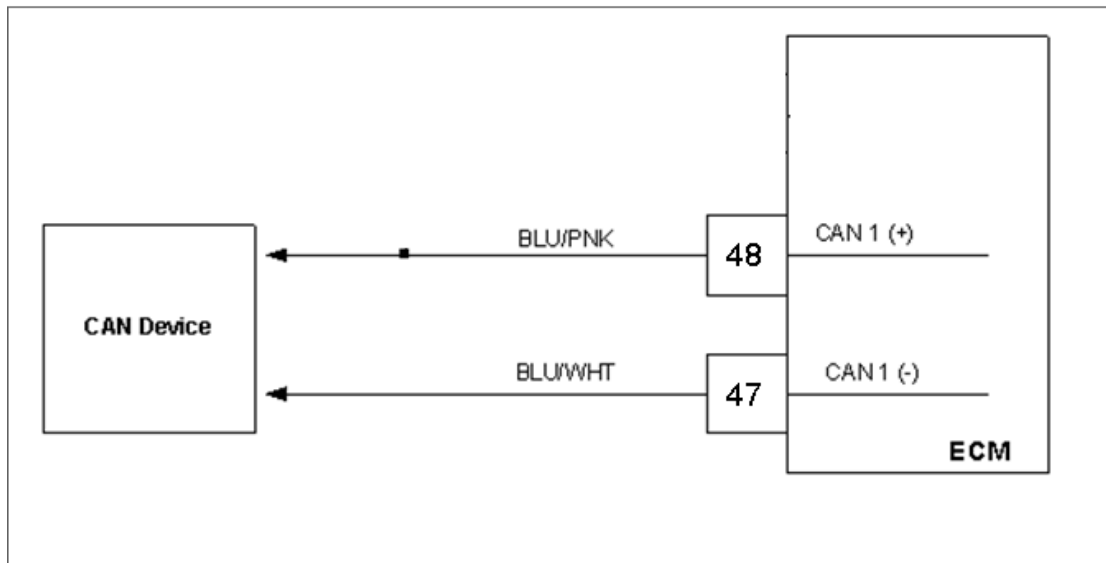 BLU/PNK
48
CAN 1 (+)
CAN Device
BLU/WHT
47
CAN 1 (-)
ECM